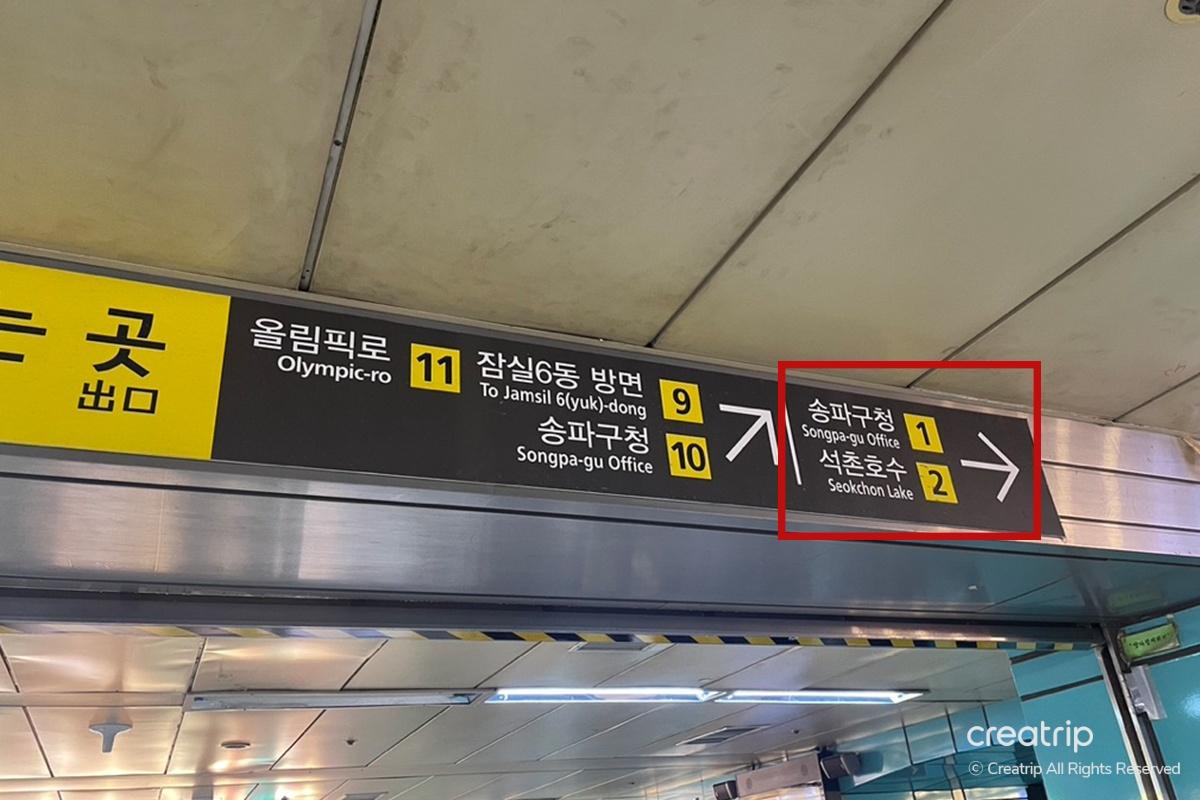 는 곳
出口
올림픽로
Olympic-ro
11
잠실6동 방면
To Jamsil 6(yuk)-dong
9
송파구청
Songpa-gu Office
10
송파구청
Songpa-gu Office
1
석촌호수
Seokchon Lake
2
creatrip
© Creatrip All Rights Reserved